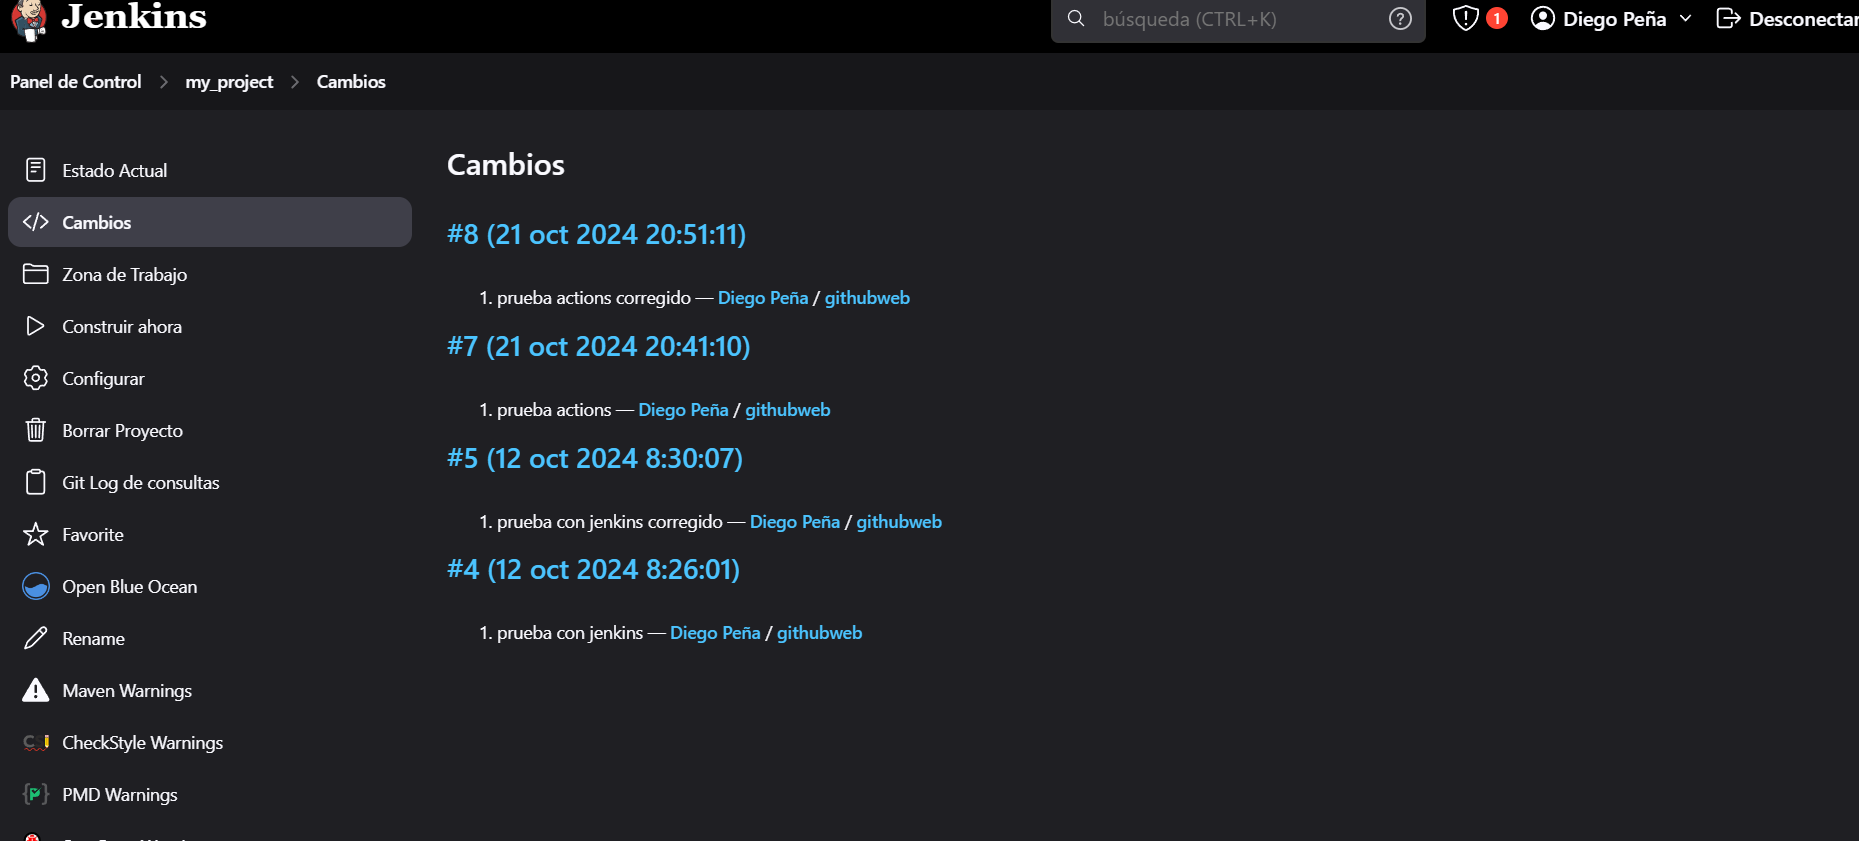 Jenkins
búsqueda (CTRL+K)
1
Diego Peña
Desconectar
Panel de Control
my_project
Cambios
Estado Actual
Cambios
Zona de Trabajo
Construir ahora
Configurar
Borrar Proyecto
Git Log de consultas
Favorite
Open Blue Ocean
Rename
Maven Warnings
CheckStyle Warnings
PMD Warnings
Cambios
#8 (21 oct 2024 20:51:11)
1. prueba actions corregido — Diego Peña / githubweb
#7 (21 oct 2024 20:41:10)
1. prueba actions — Diego Peña / githubweb
#5 (12 oct 2024 8:30:07)
1. prueba con jenkins corregido — Diego Peña / githubweb
#4 (12 oct 2024 8:26:01)
1. prueba con jenkins — Diego Peña / githubweb